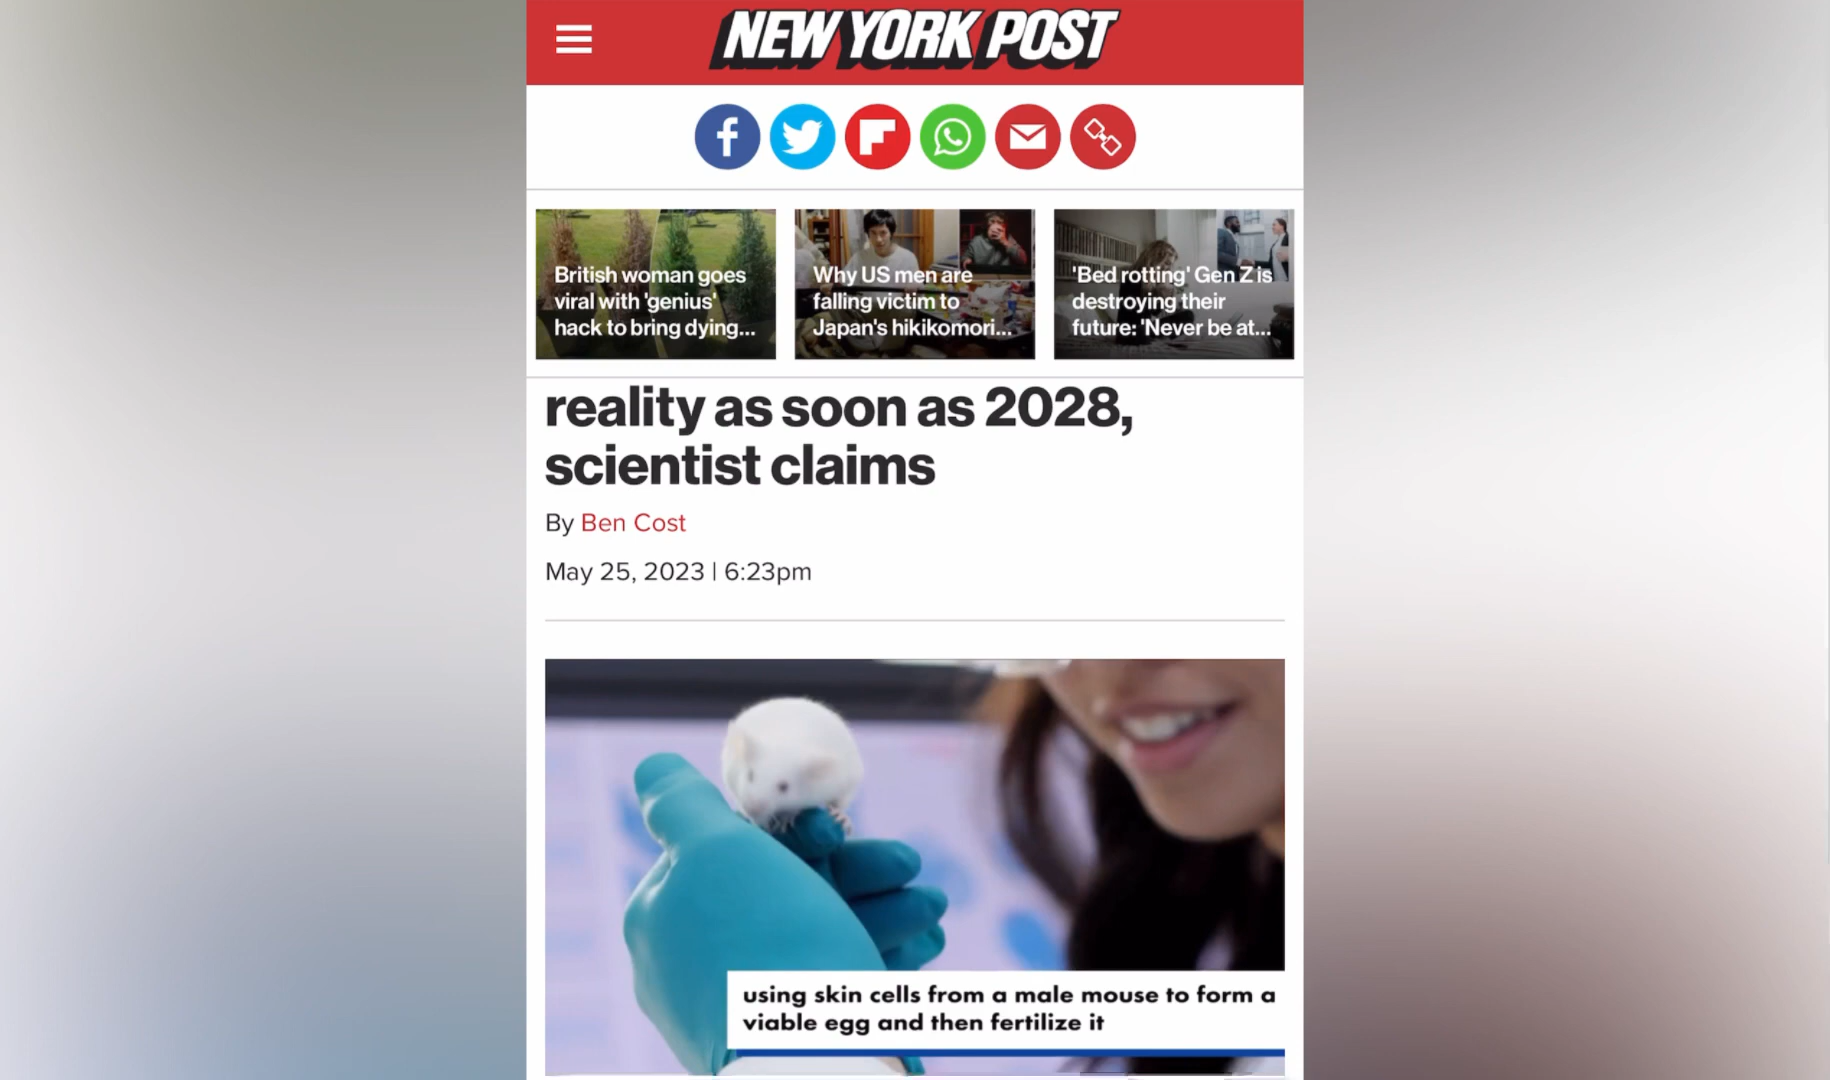 NEW YORK POST
British woman goes
viral with 'genius'
hack to bring dying...
Why US men are
falling victim to
Japan's hikikomori...
'Bed rotting' Gen Z is
destroying their
future: 'Never be at...
reality as soon as 2028,
scientist claims
By Ben Cost
May 25, 2023 | 6:23pm
using skin cells from a male mouse to form a
viable egg and then fertilize it